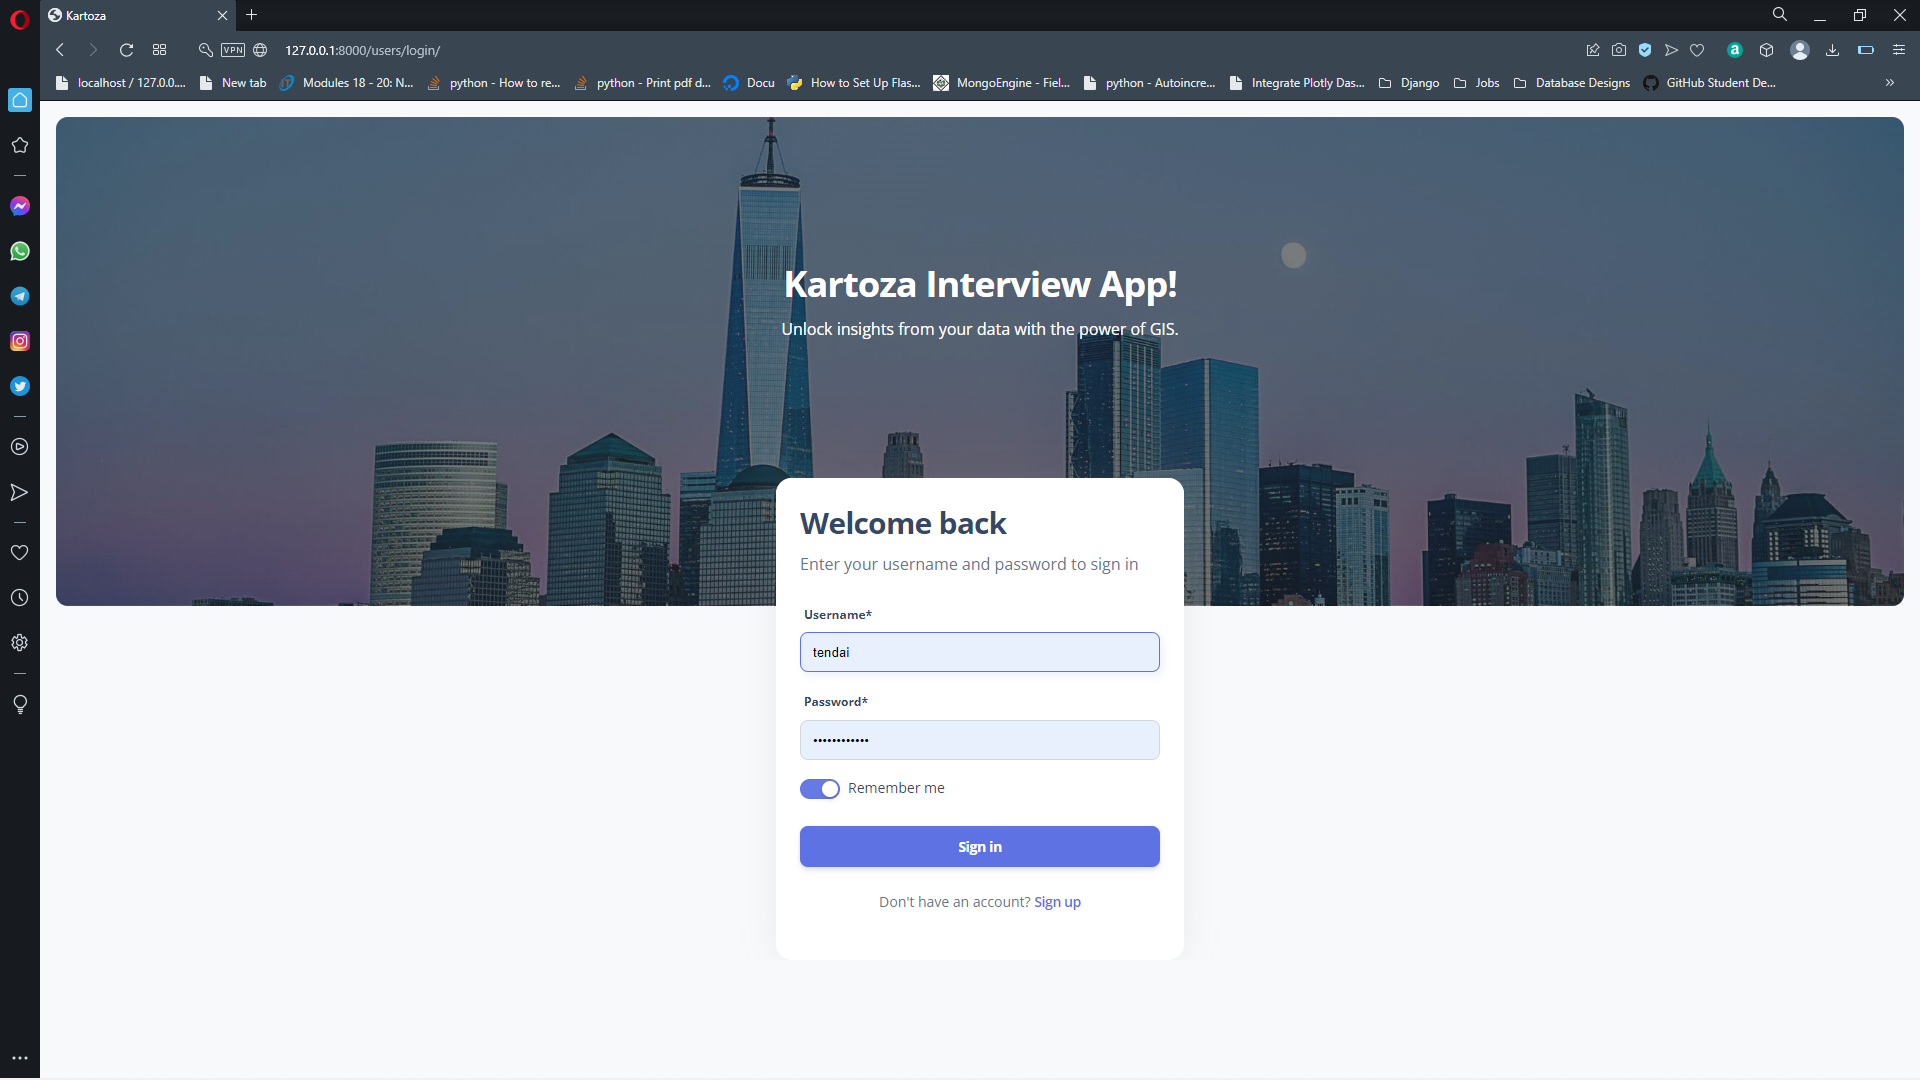 Kartoza
VPN
127.0.0.1:8000/users/login/
a
localhost / 127.0.0...
New tab
Modules 18 - 20: N...
python - How to re...
python - Print pdf d...
Docu
How to Set Up Flas...
MongoEngine - Fiel...
python - Autoincre...
Integrate Plotly Das...
Django
Jobs
Database Designs
GitHub Student De...
Kartoza Interview App!
Unlock insights from your data with the power of GIS.
Welcome back
Enter your username and password to sign in
Username*
tendai
Password*
••••••••••••
Remember me
Sign in
Don't have an account? Sign up